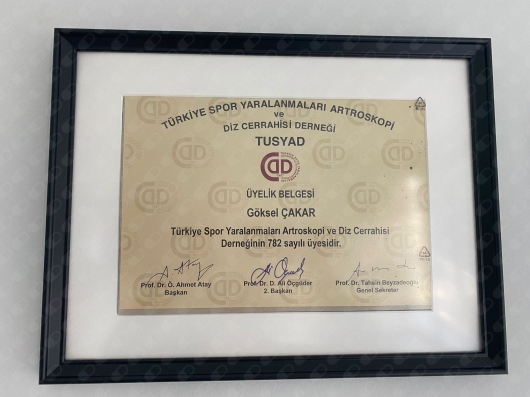 TÜRKİYE SPOR YARALANMALARI ARTROSKOPİ
ve
DİZ CERRAHİSİ DERNEĞİ
TUSYAD
ÜYELİK BELGESİ
Göksel ÇAKAR
Türkiye Spor Yaralanmaları Artroskopi ve Diz Cerrahisi
Derneğinin 782 sayılı üyesidir.
Prof. Dr. Ö. Ahmet Atay
Başkan
Prof. Dr. D. Ali Öçgüder
2. Başkan
Prof. Dr. Tahsin Beyzadeoğlu
Genel Sekreter